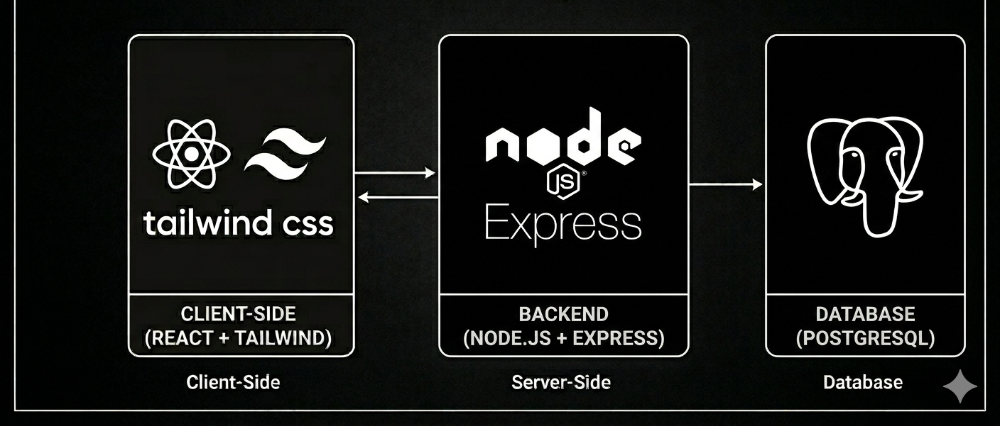 tailwind css
node
JS®
Express
CLIENT-SIDE
(REACT + TAILWIND)
BACKEND
(NODE.JS + EXPRESS)
DATABASE
(POSTGRESQL)
Client-Side
Server-Side
Database